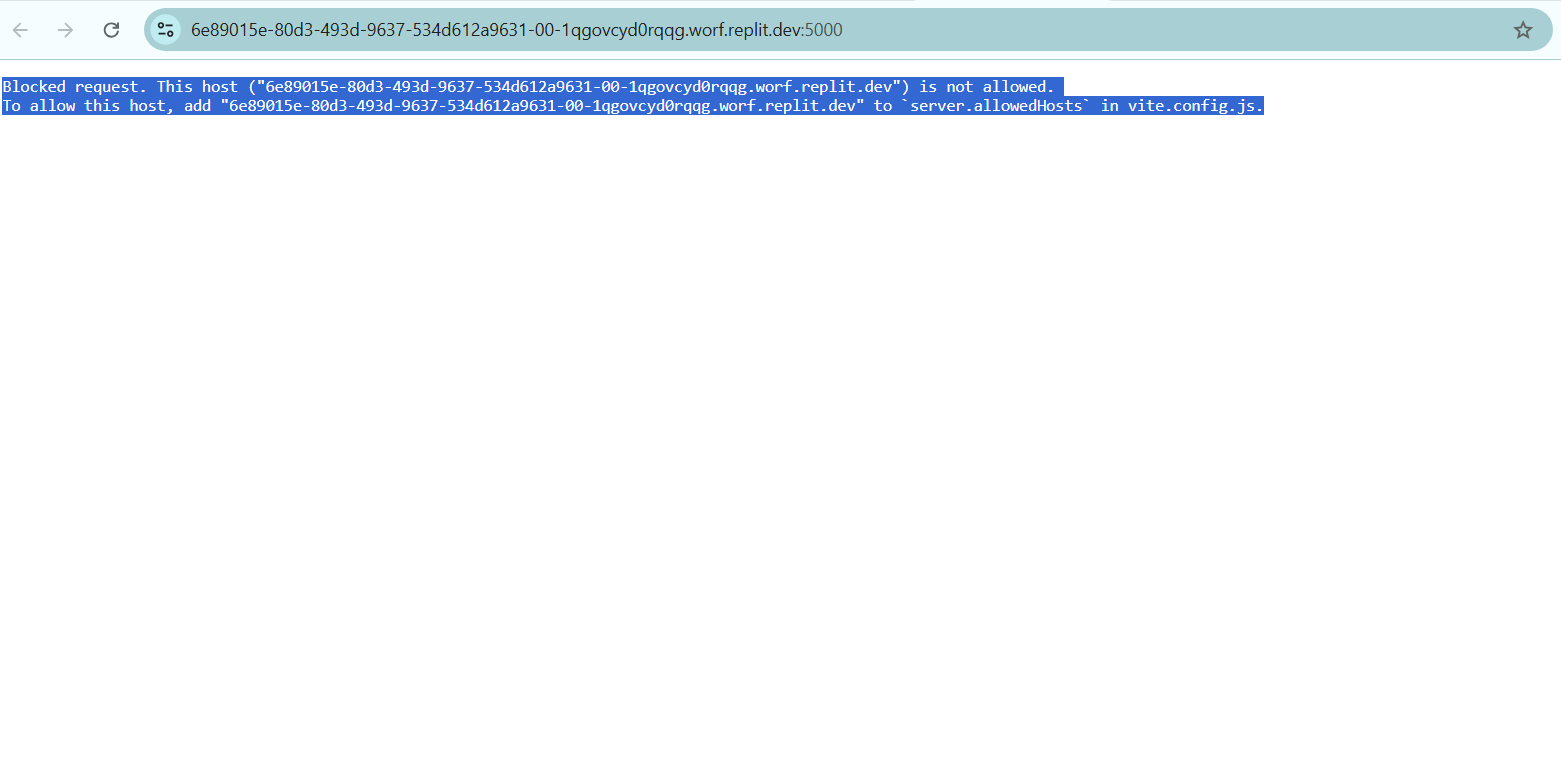 6e89015e-80d3-493d-9637-534d612a9631-00-1qgovcyd0rqqg.worf.replit.dev:5000
Blocked request. This host ("6e89015e-80d3-493d-9637-534d612a9631-00-1qgovcyd0rqqg.worf.replit.dev") is not allowed.
To allow this host, add "6e89015e-80d3-493d-9637-534d612a9631-00-1qgovcyd0rqqg.worf.replit.dev" to `server.allowedHosts` in vite.config.js.